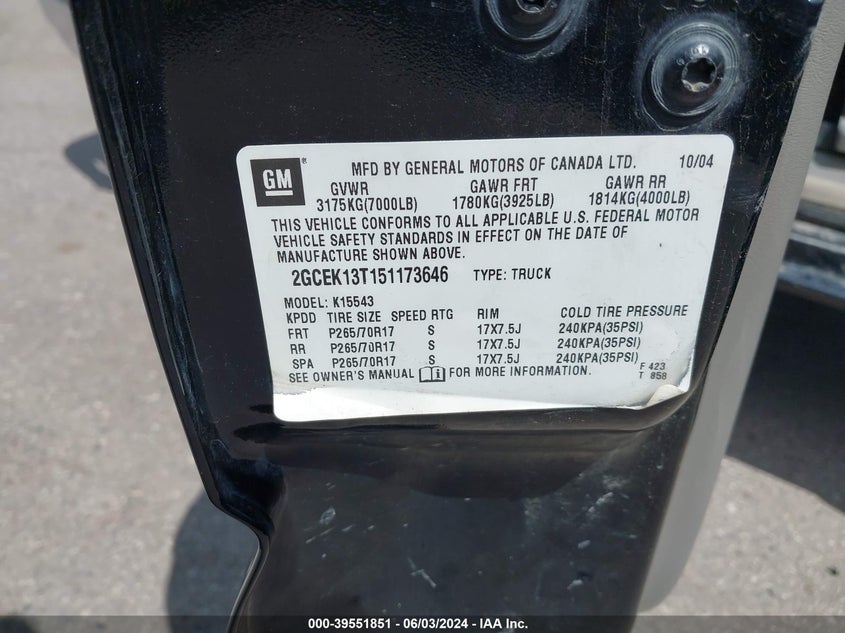 GM ® MFD BY GENERAL MOTORS OF CANADA LTD. 10/04
GVWR GAWR FRT GAWR RR
3175KG(7000LB) 1780KG(3925LB) 1814KG(4000LB)
THIS VEHICLE CONFORMS TO ALL APPLICABLE U.S. FEDERAL MOTOR
VEHICLE SAFETY STANDARDS IN EFFECT ON THE DATE OF
MANUFACTURE SHOWN ABOVE.
2GCEK13T151173646 TYPE: TRUCK
MODEL: K15543
KPDD TIRE SIZE SPEED RTG RIM COLD TIRE PRESSURE
FRT P265/70R17 S 17X7.5J 240KPA(35PSI)
RR P265/70R17 S 17X7.5J 240KPA(35PSI)
SPA P265/70R17 S 17X7.5J 240KPA(35PSI)
SEE OWNER'S MANUAL FOR MORE INFORMATION.
F 423
T 858
000-39551851 - 06/03/2024 - IAA Inc.